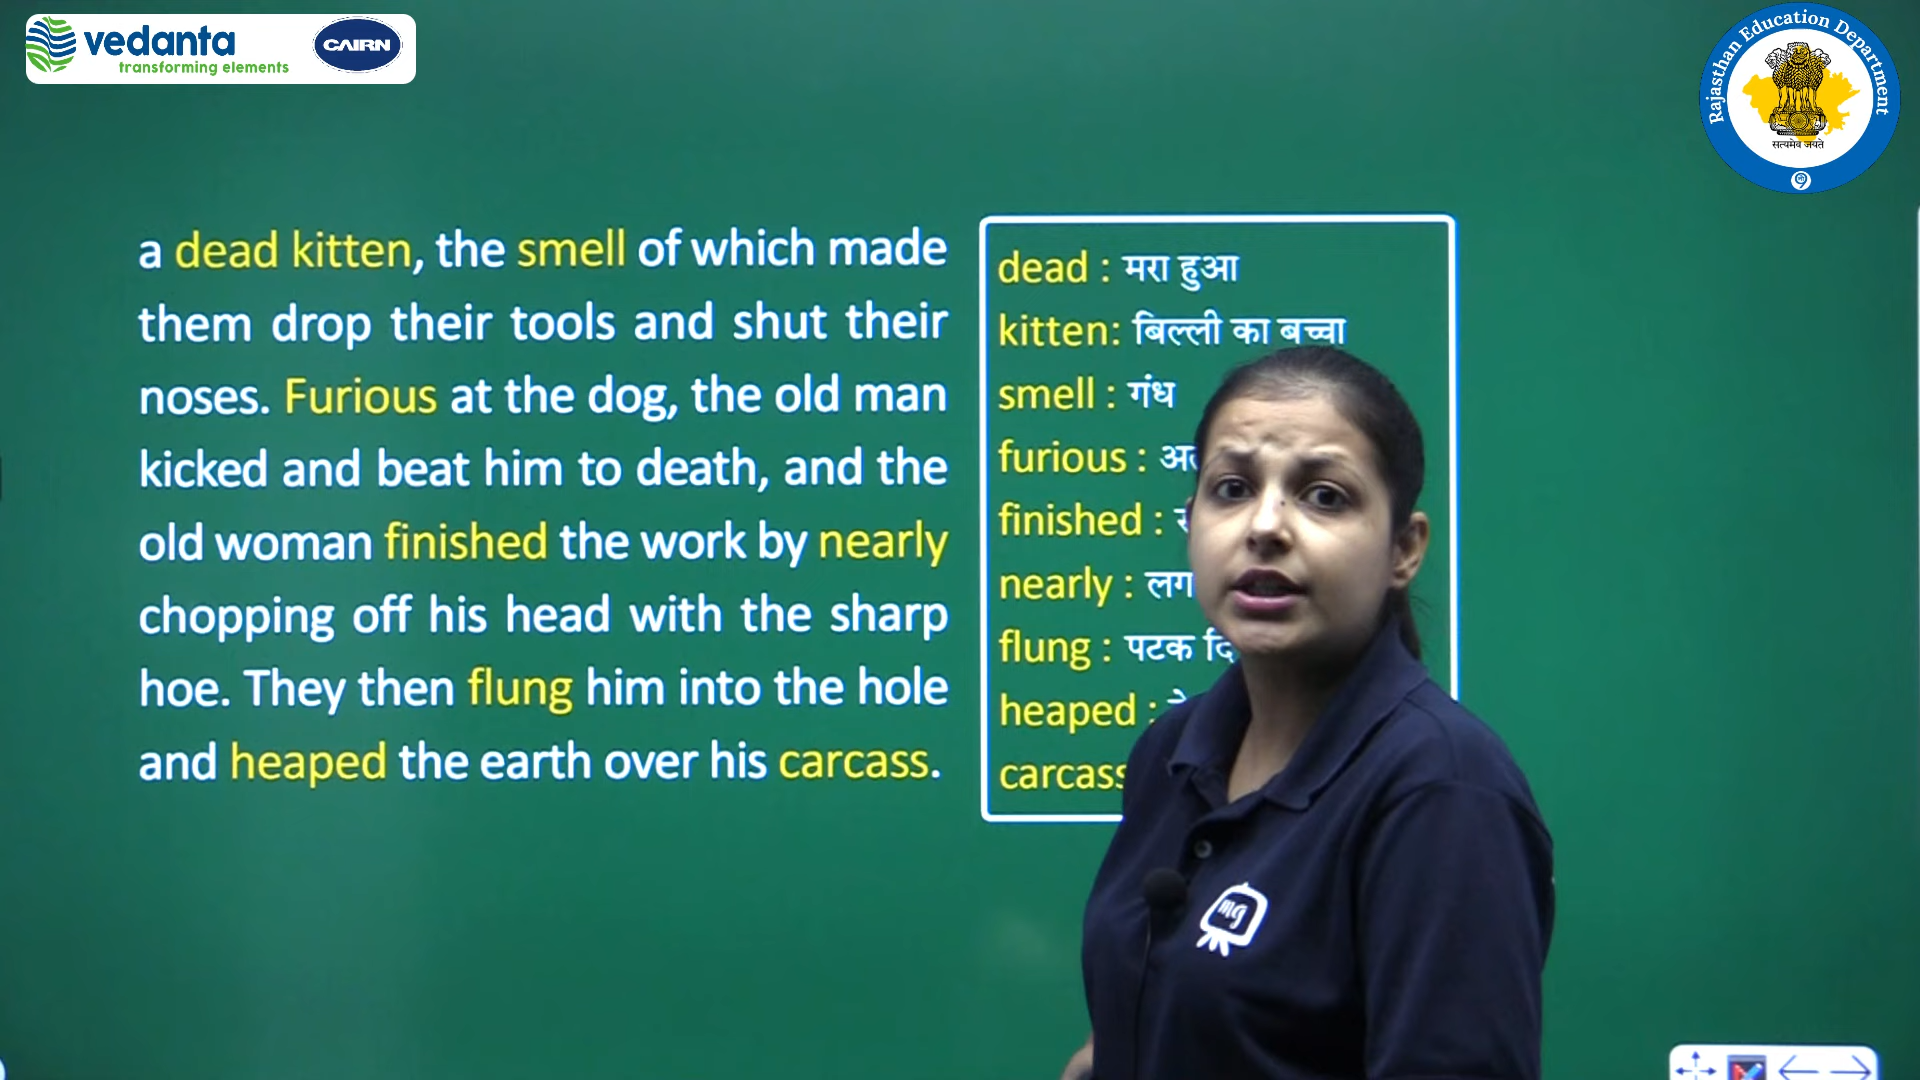 vedanta
transforming elements
CAIRN
Rajasthan Education Department
सत्यमेव जयते
a dead kitten, the smell of which made
them drop their tools and shut their
noses. Furious at the dog, the old man
kicked and beat him to death, and the
old woman finished the work by nearly
chopping off his head with the sharp
hoe. They then flung him into the hole
and heaped the earth over his carcass.
dead : मरा हुआ
kitten: बिल्ली का बच्चा
smell : गंध
furious :
finished :
nearly :
flung : पटक
heaped :
carcass
mg